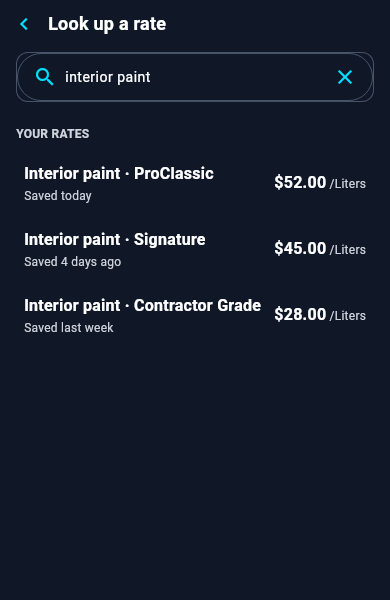 Look up a rate
interior paint
YOUR RATES
Interior paint · ProClassic
Saved today
$52.00 /Liters
Interior paint · Signature
Saved 4 days ago
$45.00 /Liters
Interior paint · Contractor Grade
Saved last week
$28.00 /Liters